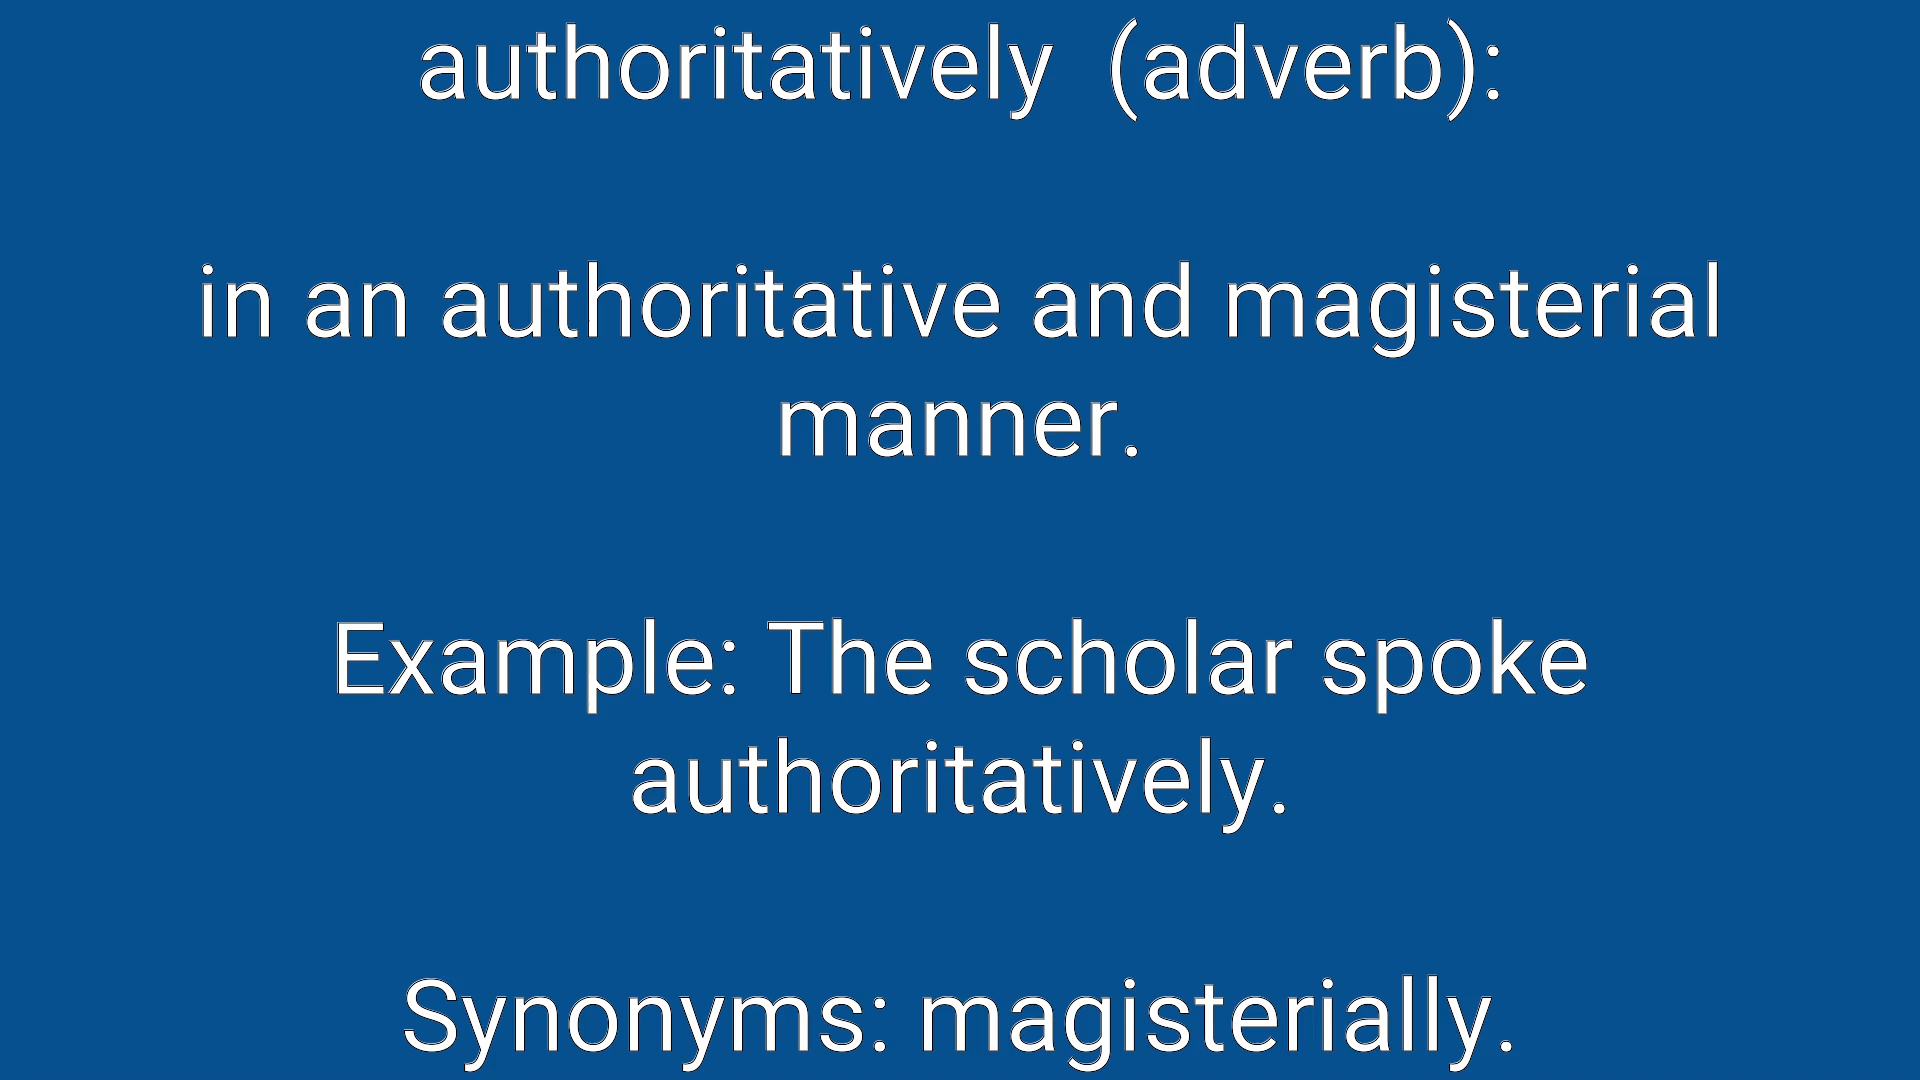 authoritatively  (adverb):
in an authoritative and magisterial
manner.
Example: The scholar spoke
authoritatively.
Synonyms: magisterially.